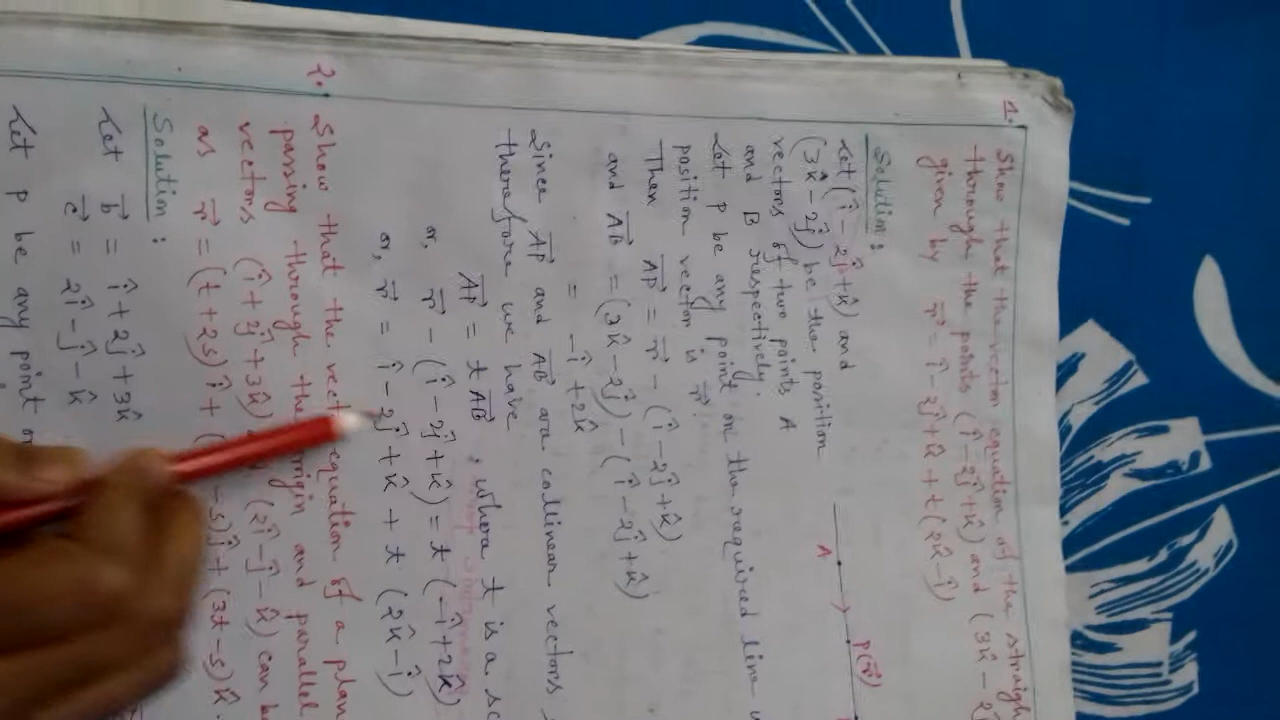 1. Show that the vector equation of the straigh
through the points (î - 2ĵ + k̂) and (3k̂ - 2ĵ
given by r⃗ = î - 2ĵ + k̂ + t(2k̂ - î)
Solution:
Let (î - 2ĵ + k̂) and
(3k̂ - 2ĵ) be the position
vectors of two points A
and B respectively.
Let P be any point on the required line w
position vector is r⃗.
Then AP⃗ = r⃗ - (î - 2ĵ + k̂)
and AB⃗ = (3k̂ - 2ĵ) - (î - 2ĵ + k̂)
= -î + 2k̂
Since AP⃗ and AB⃗ are collinear vectors
therefore we have
AP⃗ = t AB⃗, where t is a sc
or, r⃗ - (î - 2ĵ + k̂) = t(-î + 2k̂)
or, r⃗ = î - 2ĵ + k̂ + t (2k̂ - î)
A
P(r⃗)
2. Show that the vect equation of a plan
passing through the origin and parallel
vectors (î + 2ĵ + 3k̂) (2î - ĵ - k̂) can b
as r⃗ = (t + 2s)î + ( - s)ĵ + (3t - s)k̂.
Solution:
Let b⃗ = î + 2ĵ + 3k̂
c⃗ = 2î - ĵ - k̂
Let P be any point on